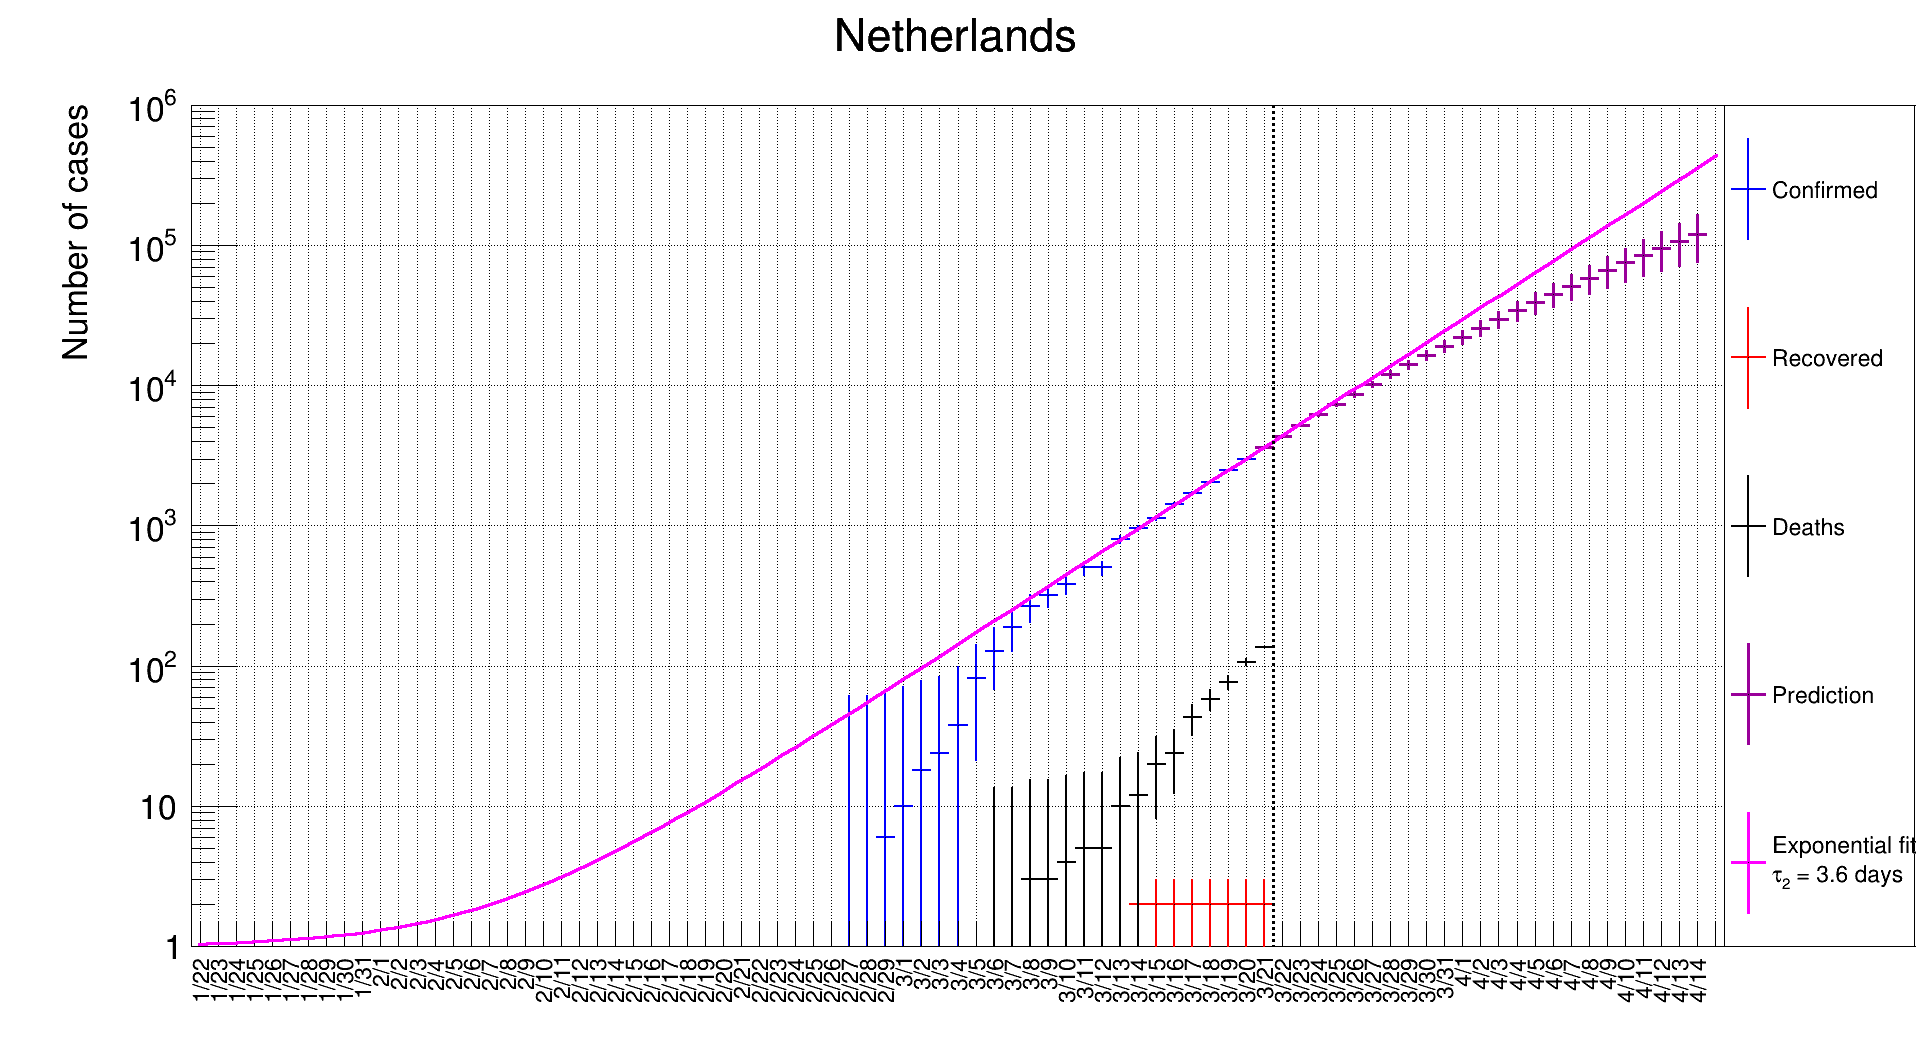 Netherlands
Number of cases
10^6
10^5
10^4
10^3
10^2
10
1
1/22 1/23 1/24 1/25 1/26 1/27 1/28 1/29 1/30 1/31 2/1 2/2 2/3 2/4 2/5 2/6 2/7 2/8 2/9 2/10 2/11 2/12 2/13 2/14 2/15 2/16 2/17 2/18 2/19 2/20 2/21 2/22 2/23 2/24 2/25 2/26 2/27 2/28 2/29 3/1 3/2 3/3 3/4 3/5 3/6 3/7 3/8 3/9 3/10 3/11 3/12 3/13 3/14 3/15 3/16 3/17 3/18 3/19 3/20 3/21 3/22 3/23 3/24 3/25 3/26 3/27 3/28 3/29 3/30 3/31 4/1 4/2 4/3 4/4 4/5 4/6 4/7 4/8 4/9 4/10 4/11 4/12 4/13 4/14
Confirmed
Recovered
Deaths
Prediction
Exponential fit
τ₂ = 3.6 days